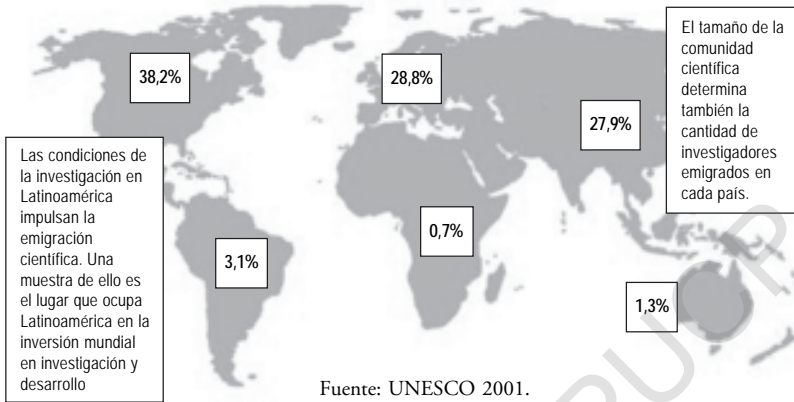 38,2%
28,8%
27,9%
El tamaño de la
comunidad
científica
determina
también la
cantidad de
investigadores
emigrados en
cada país.
Las condiciones de
la investigación en
Latinoamérica
impulsan la
emigración
científica. Una
muestra de ello es
el lugar que ocupa
Latinoamérica en la
inversión mundial
en investigación y
desarrollo
3,1%
0,7%
1,3%
Fuente: UNESCO 2001.